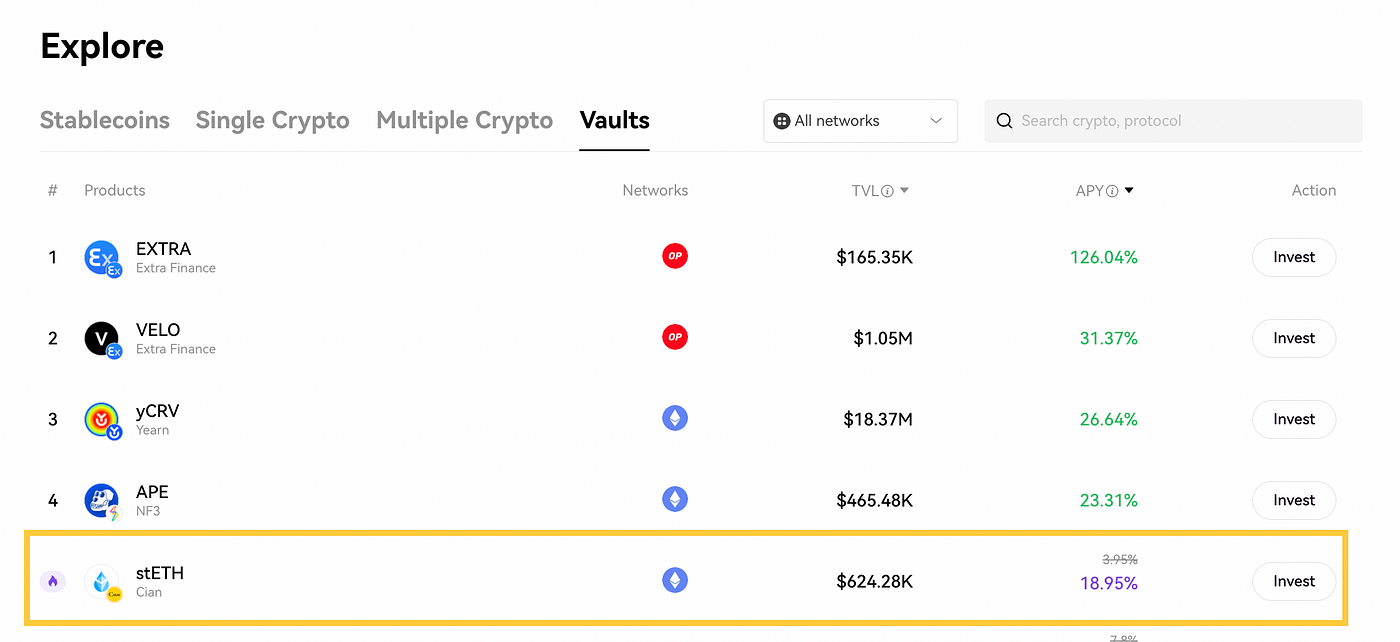 Explore
Stablecoins Single Crypto Multiple Crypto Vaults All networks Search crypto, protocol
# Products Networks TVL APY Action
1 EXTRA OP $165.35K 126.04% Invest
Extra Finance
2 VELO OP $1.05M 31.37% Invest
Extra Finance
3 yCRV $18.37M 26.64% Invest
Yearn
4 APE $465.48K 23.31% Invest
NF3
3.95%
stETH $624.28K 18.95% Invest
Cian
7.8%